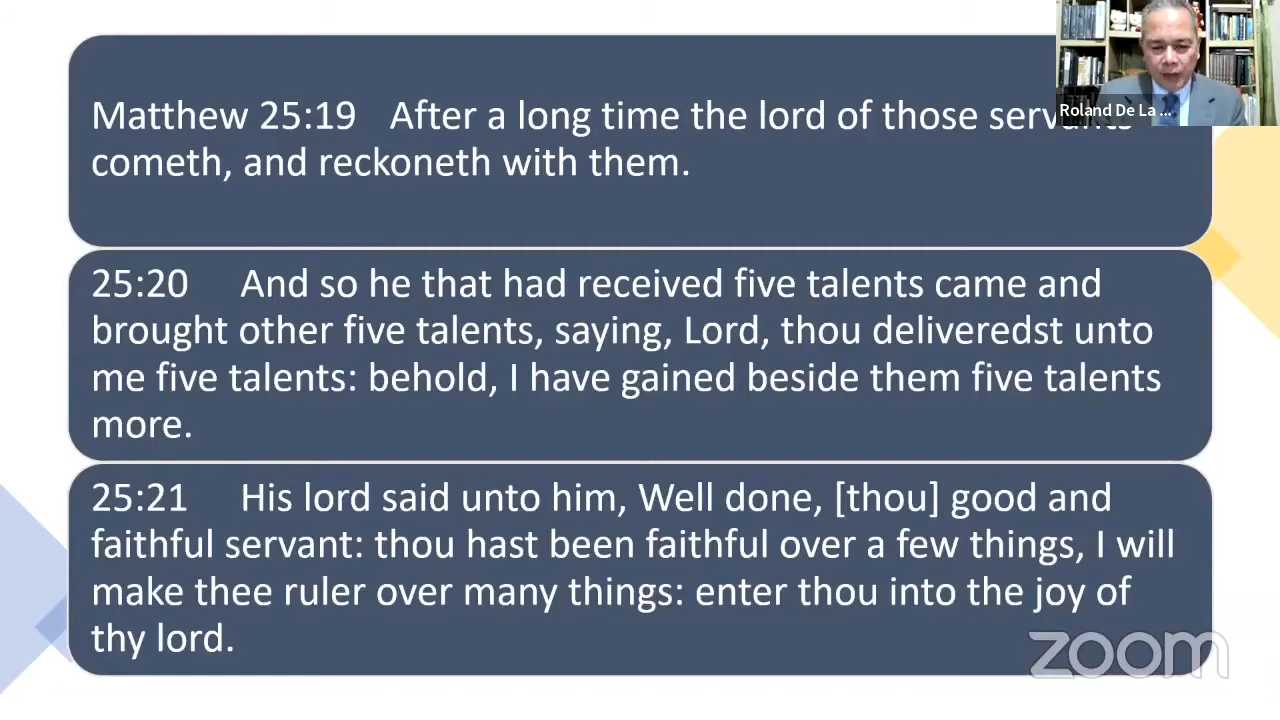 Matthew 25:19 After a long time the lord of those servants
cometh, and reckoneth with them.
25:20 And so he that had received five talents came and
brought other five talents, saying, Lord, thou deliveredst unto
me five talents: behold, I have gained beside them five talents
more.
25:21 His lord said unto him, Well done, [thou] good and
faithful servant: thou hast been faithful over a few things, I will
make thee ruler over many things: enter thou into the joy of
thy lord.
Roland De La ...
zoom